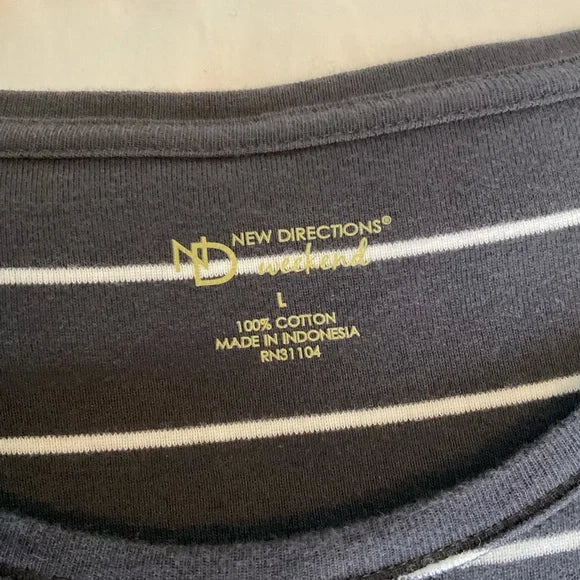 ND NEW DIRECTIONS®
weekend
L
100% COTTON
MADE IN INDONESIA
RN31104